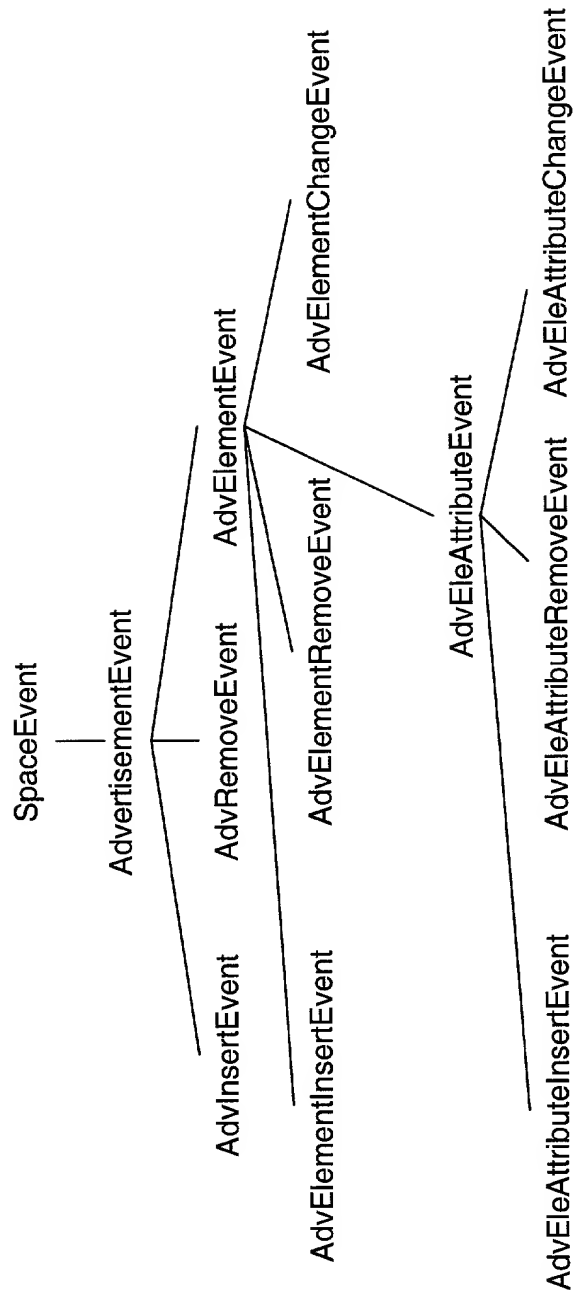 SpaceEvent
AdvertisementEvent
AdvInsertEvent
AdvRemoveEvent
AdvElementEvent
AdvElementInsertEvent
AdvElementRemoveEvent
AdvElementChangeEvent
AdvEleAttributeEvent
AdvEleAttributeInsertEvent
AdvEleAttributeRemoveEvent
AdvEleAttributeChangeEvent